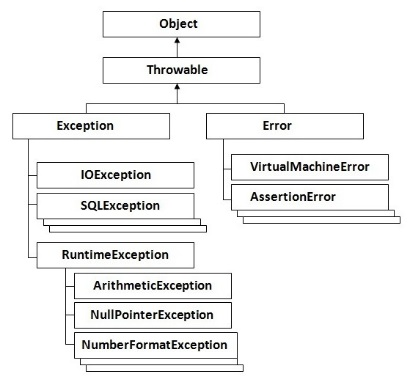 Object
Throwable
Exception
Error
IOException
SQLException
RuntimeException
ArithmeticException
NullPointerException
NumberFormatException
VirtualMachineError
AssertionError